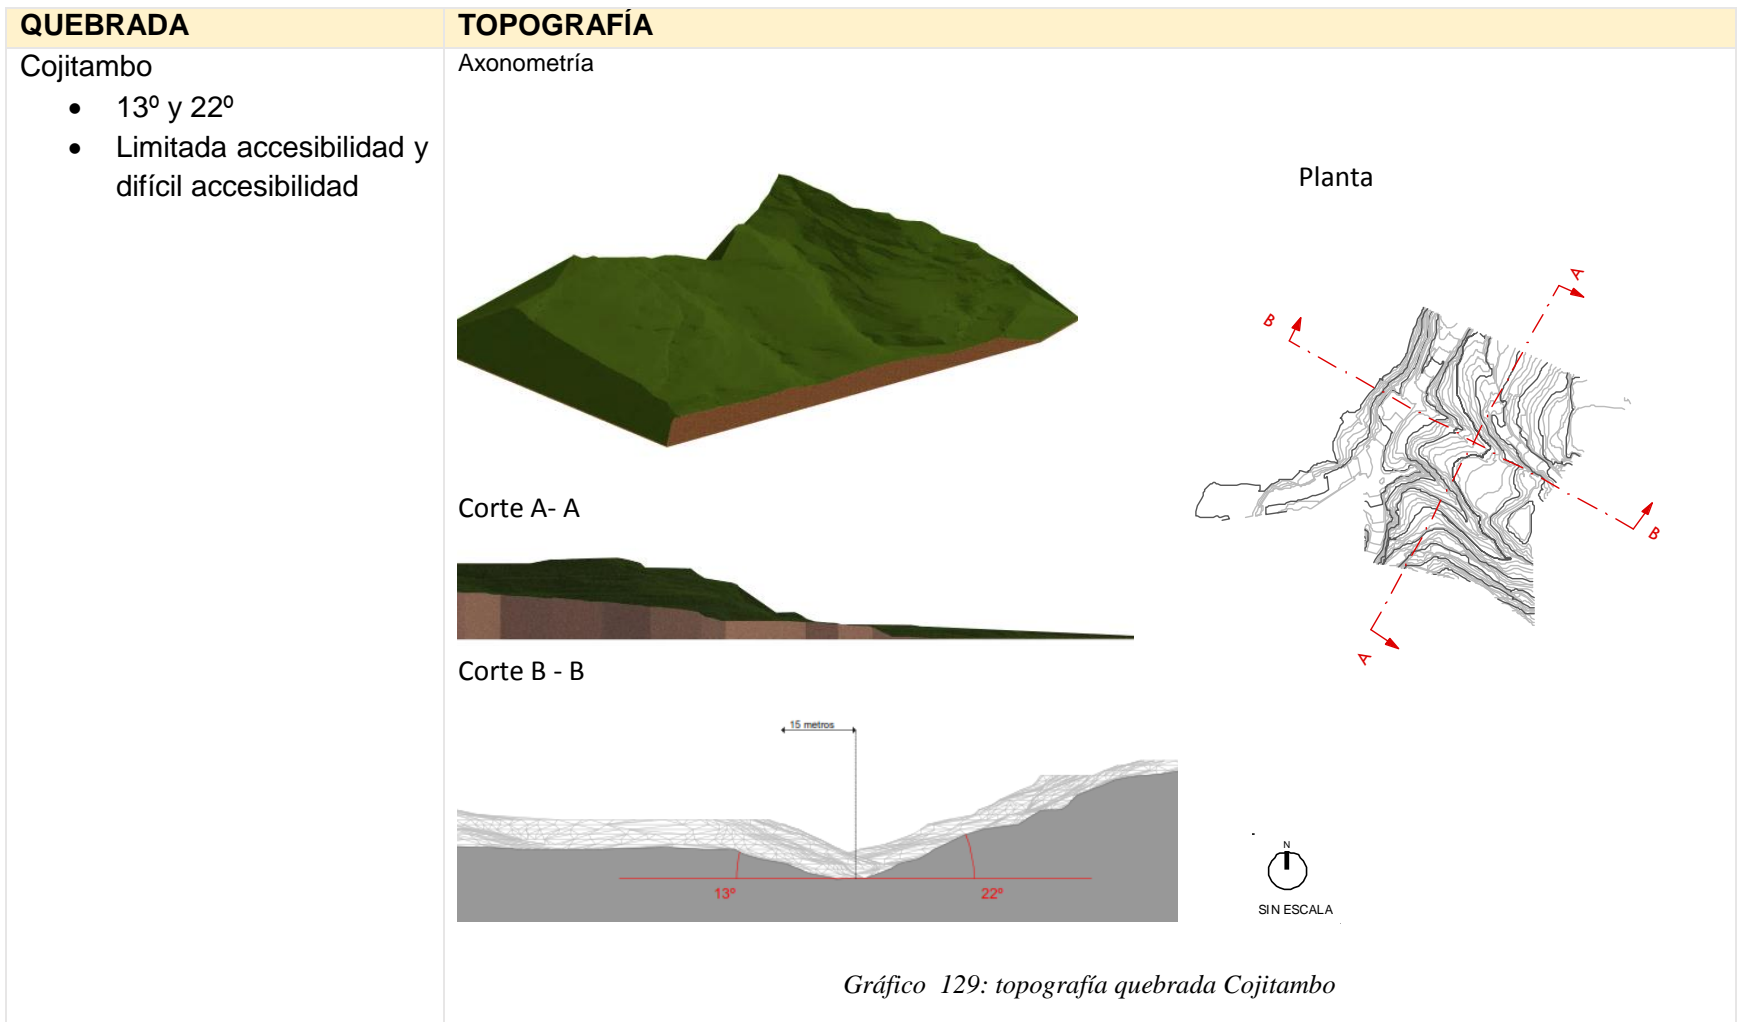 QUEBRADA
TOPOGRAFÍA
Cojitambo
• 13º y 22º
• Limitada accesibilidad y
difícil accesibilidad
Axonometría
Planta
A
B
B
A
Corte A- A
Corte B - B
15 metros
13º
22º
N
SIN ESCALA
Gráfico 129: topografía quebrada Cojitambo